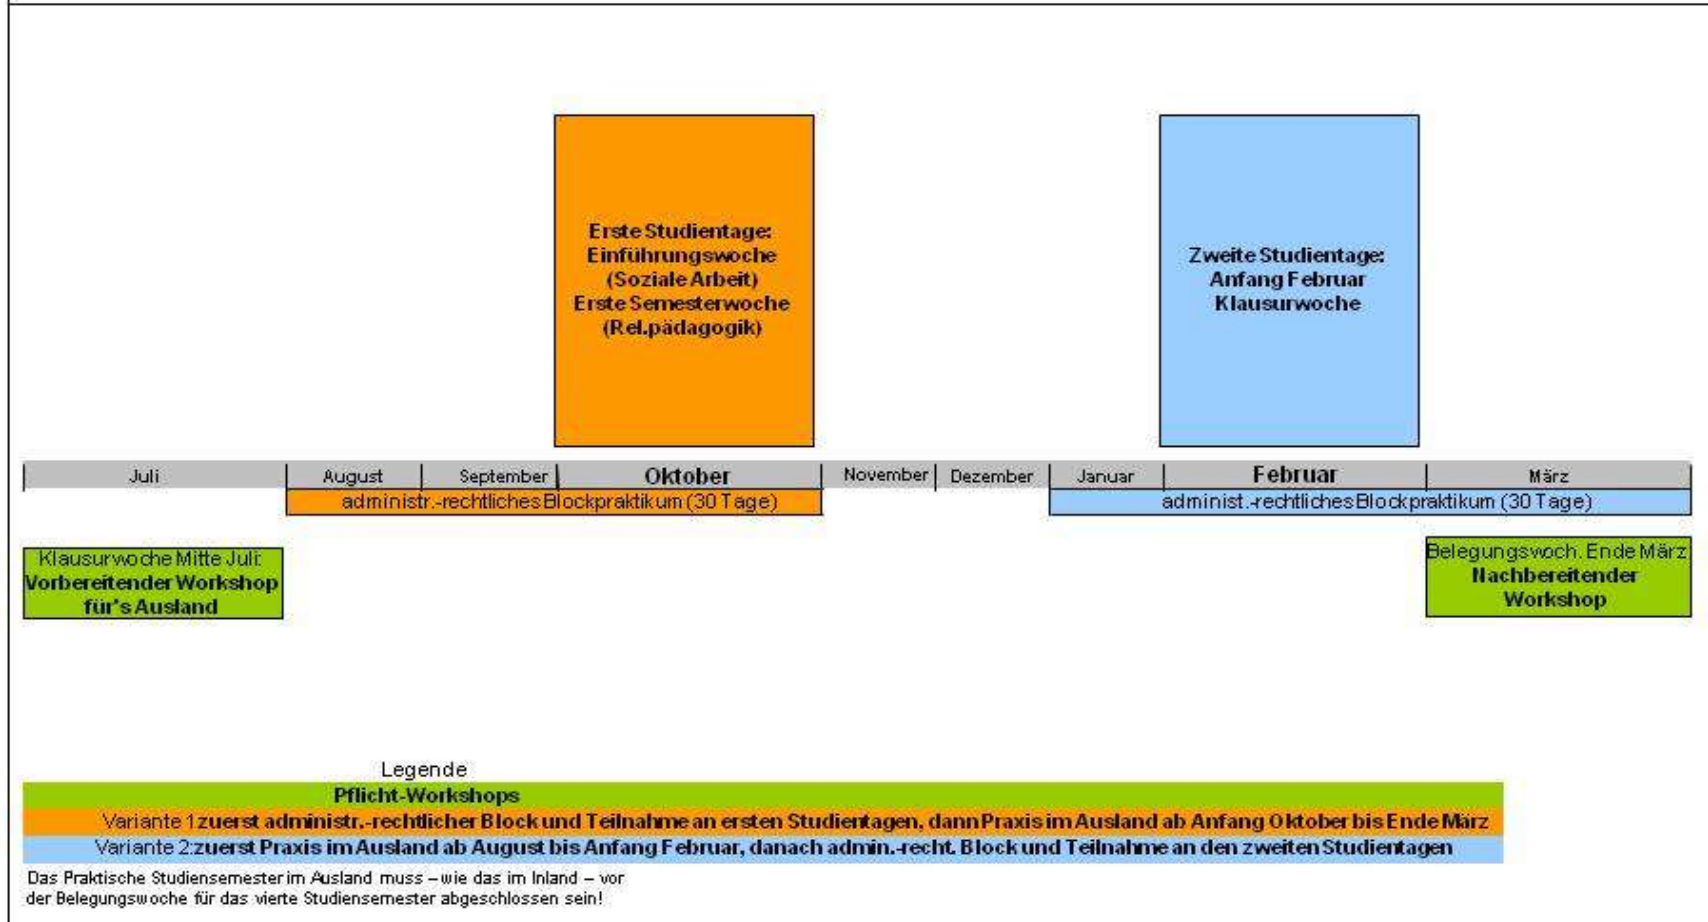 Erste Studientage:
Einführungswoche
(Soziale Arbeit)
Erste Semesterwoche
(Rel.pädagogik)
Zweite Studientage:
Anfang Februar
Klausurwoche
Juli August September Oktober November Dezember Januar Februar März
administr.-rechtliches Blockpraktikum (30 Tage) administ.-rechtliches Blockpraktikum (30 Tage)
Klausurwoche Mitte Juli:
Vorbereitender Workshop
für's Ausland
Belegungswoch. Ende März
Nachbereitender
Workshop
Legende
Pflicht-Workshops
Variante 1zuerst administr.-rechtlicher Block und Teilnahme an ersten Studientagen, dann Praxis im Ausland ab Anfang Oktober bis Ende März
Variante 2:zuerst Praxis im Ausland ab August bis Anfang Februar, danach admin.-recht. Block und Teilnahme an den zweiten Studientagen
Das Praktische Studiensemester im Ausland muss – wie das im Inland – vor
der Belegungswoche für das vierte Studiensemester abgeschlossen sein!